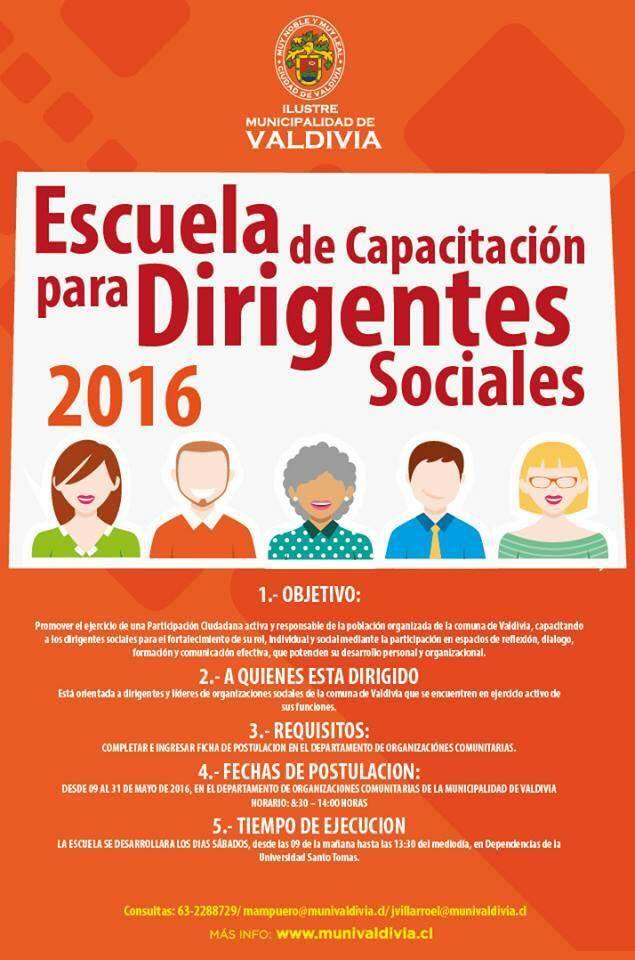 MUY NOBLE Y MUY LEAL
CIUDAD DE VALDIVIA
ILUSTRE
MUNICIPALIDAD DE
VALDIVIA
Escuela de Capacitación
para Dirigentes
Sociales
2016
1.- OBJETIVO:
Promover el ejercicio de una Participación Ciudadana activa y responsable de la población organizada de la comuna de Valdivia, capacitando
a los dirigentes sociales para el fortalecimiento de su rol, individual y social mediante la participación en espacios de reflexión, dialogo,
formación y comunicación efectiva, que potencien su desarrollo personal y organizacional.
2.- A QUIENES ESTA DIRIGIDO
Está orientada a dirigentes y líderes de organizaciones sociales de la comuna de Valdivia que se encuentren en ejercicio activo de
sus funciones.
3.- REQUISITOS:
COMPLETAR E INGRESAR FICHA DE POSTULACION EN EL DEPARTAMENTO DE ORGANIZACIÓNES COMUNITARIAS.
4.- FECHAS DE POSTULACION:
DESDE 09 AL 31 DE MAYO DE 2016, EN EL DEPARTAMENTO DE ORGANIZACIONES COMUNITARIAS DE LA MUNICIPALIDAD DE VALDIVIA
HORARIO: 8:30 – 14:00 HORAS
5.- TIEMPO DE EJECUCION
LA ESCUELA SE DESARROLLARA LOS DIAS SÁBADOS, desde las 09 de la mañana hasta las 13:30 del mediodía, en Dependencias de la
Universidad Santo Tomas.
Consultas: 63-2288729/ mampuero@munivaldivia.cl/ jvillarroel@munivaldivia.cl
MÁS INFO: www.munivaldivia.cl